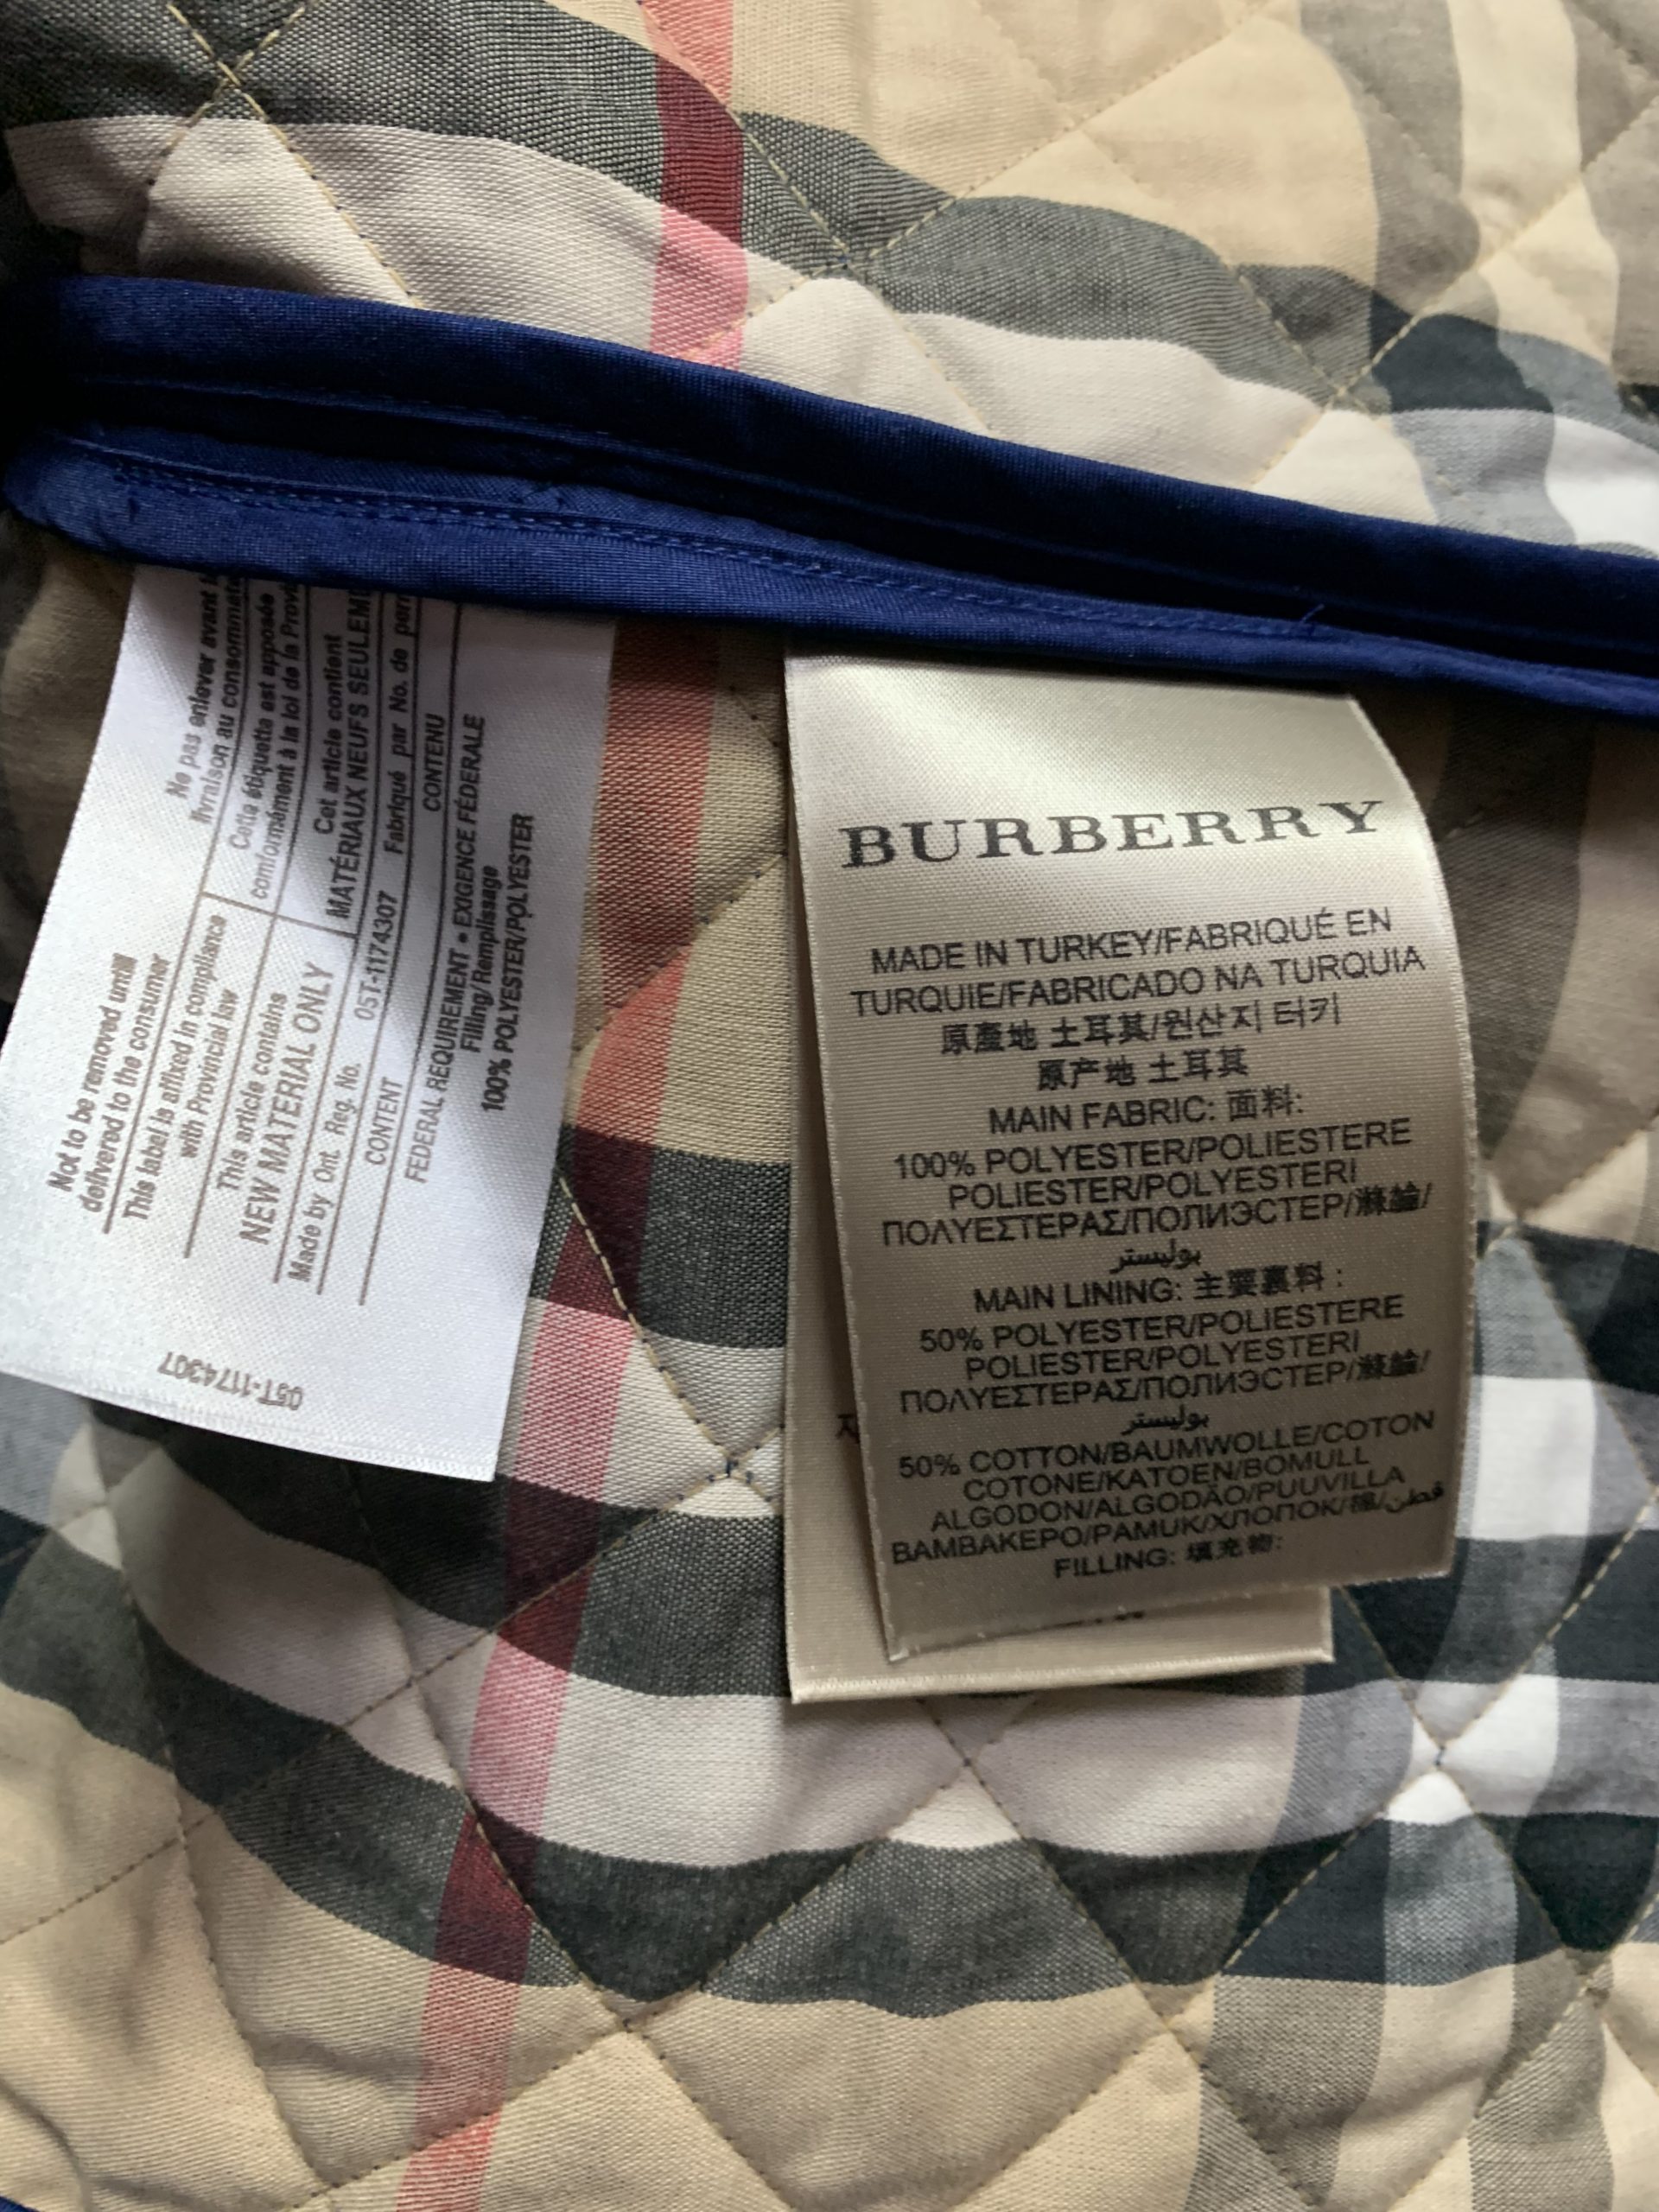 Ne pas enlever avant
livraison au consommat
Cette étiquette est apposée
conformément à la loi de la Provi
Cet article contient
MATÉRIAUX NEUFS SEULEM
Fabriqué par No. de per
CONTENU
Not to be removed until
delivered to the consumer
This label is affixed in compliance
with Provincial law
This article contains
NEW MATERIAL ONLY
Made by Ont. Reg. No. 05T-1174307
CONTENT
FEDERAL REQUIREMENT • EXIGENCE FÉDÉRALE
Filling/Remplissage
100% POLYESTER/POLYESTER
05T-1174307
BURBERRY
MADE IN TURKEY/FABRIQUÉ EN
TURQUIE/FABRICADO NA TURQUIA
原產地 土耳其/원산지 터키
原产地 土耳其
MAIN FABRIC: 面料:
100% POLYESTER/POLIESTERE
POLIESTER/POLYESTERI
ΠΟΛΥΕΣΤΕΡΑΣ/ПОЛИЭСТЕР/滌綸/
بوليستر
MAIN LINING: 主要裏料 :
50% POLYESTER/POLIESTERE
POLIESTER/POLYESTERI
ΠΟΛΥΕΣΤΕΡΑΣ/ПОЛИЭСТЕР/滌綸/
بوليستر
50% COTTON/BAUMWOLLE/COTON
COTONE/KATOEN/BOMULL
ALGODON/ALGODÃO/PUUVILLA
ΒΑΜΒΑΚΕΡΟ/PAMUK/ХЛОПОК/棉/قطن
FILLING: 填充物: